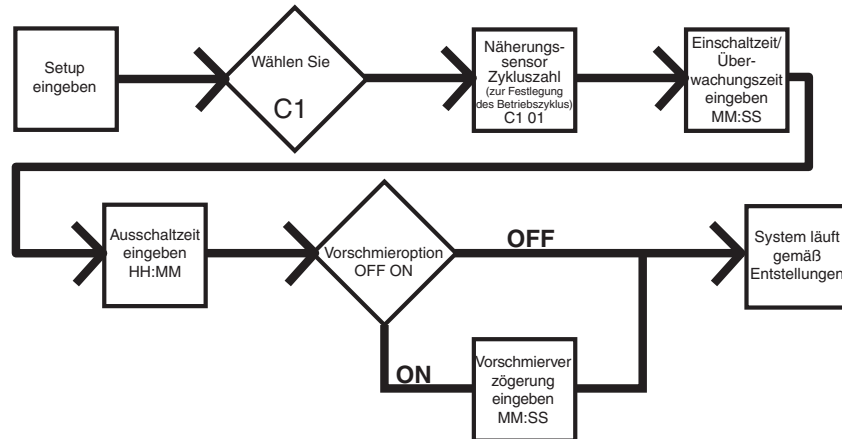 Setup
eingeben
Wählen Sie
C1
Näherungs-
sensor
Zykluszahl
(zur Festlegung
des Betriebszyklus)
C1 01
Einschaltzeit/
Über-
wachungszeit
eingeben
MM:SS
Ausschaltzeit
eingeben
HH:MM
Vorschmieroption
OFF ON
OFF
ON
Vorschmierver
zögerung
eingeben
MM:SS
System läuft
gemäß
Entstellungen